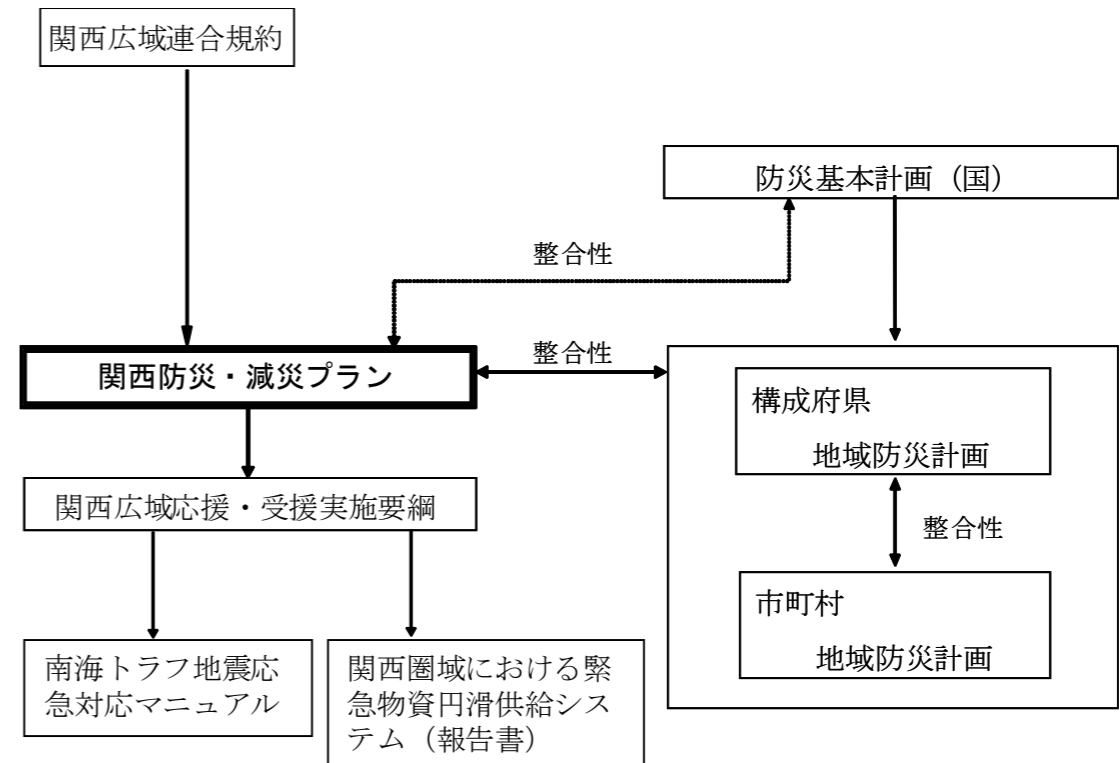 関西広域連合規約
防災基本計画（国）
整合性
整合性
関西防災・減災プラン
構成府県
地域防災計画
関西広域応援・受援実施要綱
整合性
市町村
地域防災計画
南海トラフ地震応
急対応マニュアル
関西圏域における緊
急物資円滑供給シス
テム（報告書）